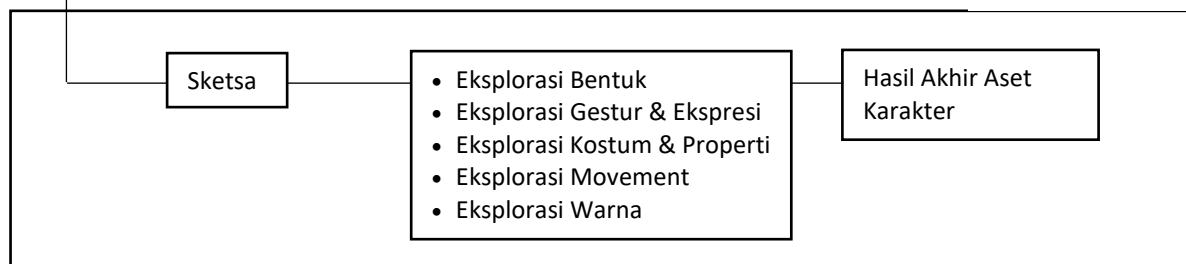 Sketsa
• Eksplorasi Bentuk
• Eksplorasi Gestur & Ekspresi
• Eksplorasi Kostum & Properti
• Eksplorasi Movement
• Eksplorasi Warna
Hasil Akhir Aset
Karakter